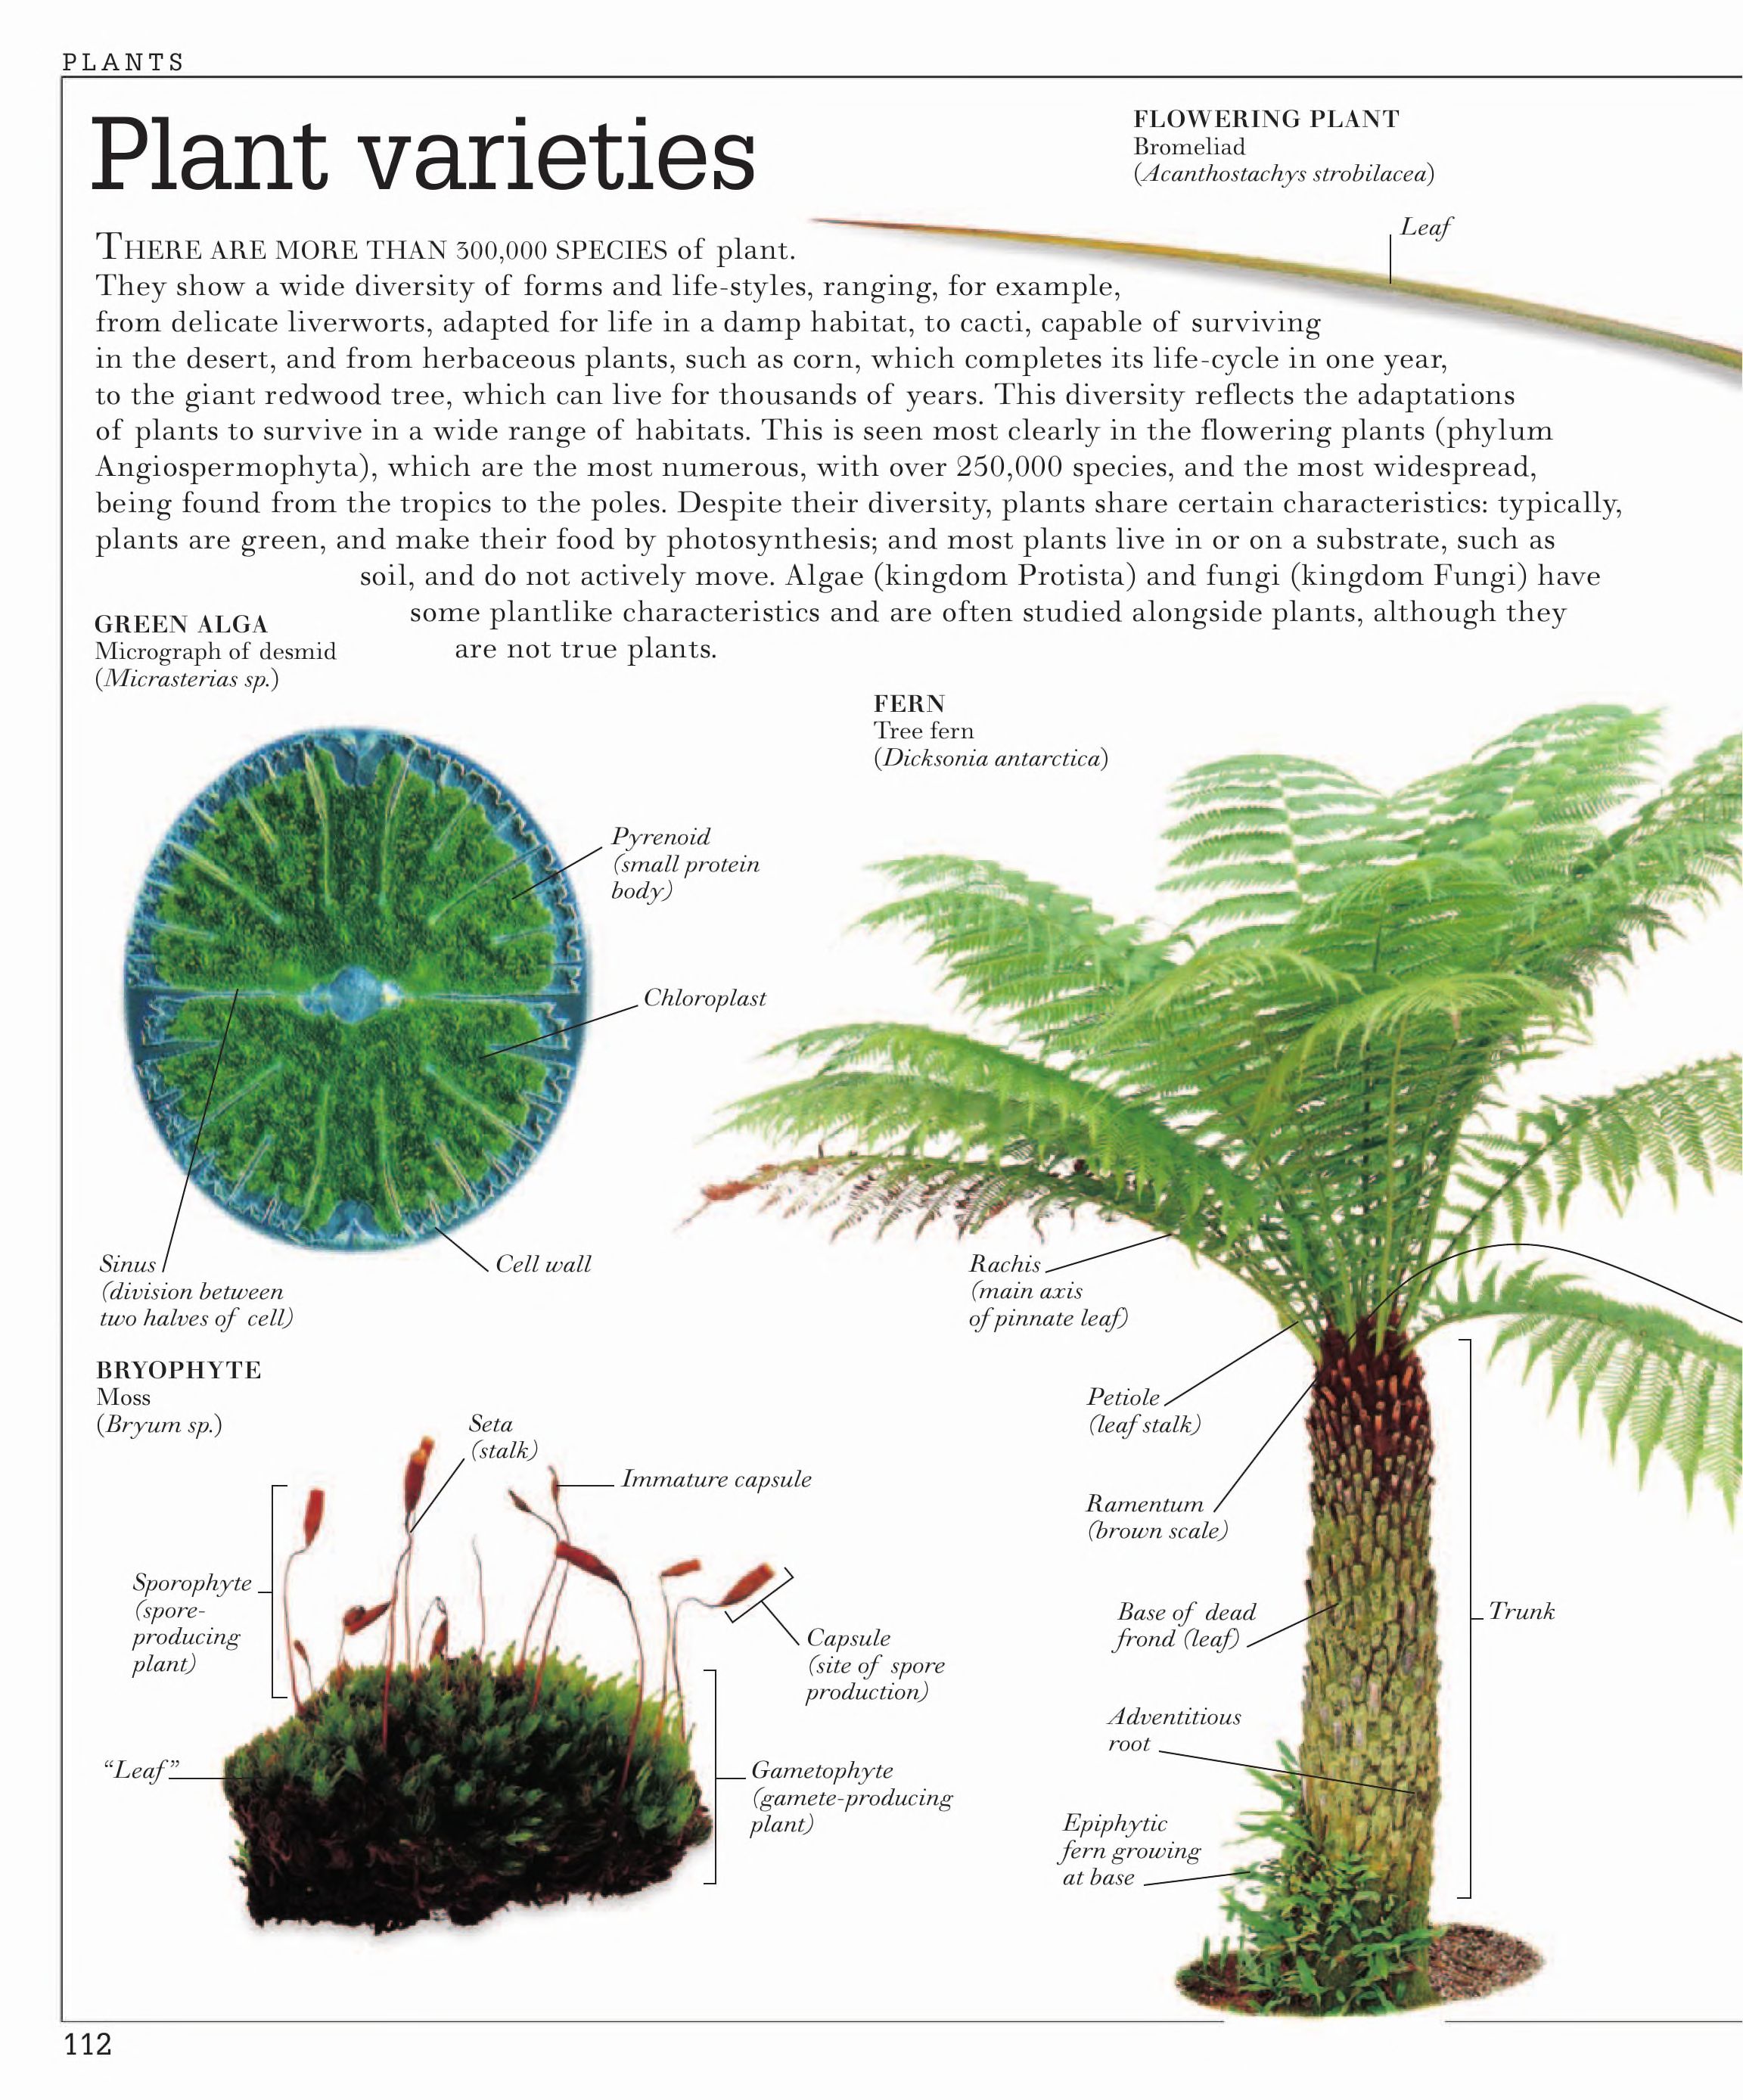 PLANTS
Plant varieties
FLOWERING PLANT
Bromeliad
(Acanthostachys strobilacea)
Leaf
THERE ARE MORE THAN 300,000 SPECIES of plant.
They show a wide diversity of forms and life-styles, ranging, for example,
from delicate liverworts, adapted for life in a damp habitat, to cacti, capable of surviving
in the desert, and from herbaceous plants, such as corn, which completes its life-cycle in one year,
to the giant redwood tree, which can live for thousands of years. This diversity reflects the adaptations
of plants to survive in a wide range of habitats. This is seen most clearly in the flowering plants (phylum
Angiospermophyta), which are the most numerous, with over 250,000 species, and the most widespread,
being found from the tropics to the poles. Despite their diversity, plants share certain characteristics: typically,
plants are green, and make their food by photosynthesis; and most plants live in or on a substrate, such as
soil, and do not actively move. Algae (kingdom Protista) and fungi (kingdom Fungi) have
some plantlike characteristics and are often studied alongside plants, although they
are not true plants.
GREEN ALGA
Micrograph of desmid
(Micrasterias sp.)
Pyrenoid
(small protein
body)
Chloroplast
Sinus
(division between
two halves of cell)
Cell wall
FERN
Tree fern
(Dicksonia antarctica)
Rachis
(main axis
of pinnate leaf)
Petiole
(leaf stalk)
Ramentum
(brown scale)
Base of dead
frond (leaf)
Trunk
Adventitious
root
Epiphytic
fern growing
at base
BRYOPHYTE
Moss
(Bryum sp.)
Seta
(stalk)
Immature capsule
Sporophyte
(spore-
producing
plant)
Capsule
(site of spore
production)
"Leaf"
Gametophyte
(gamete-producing
plant)
112